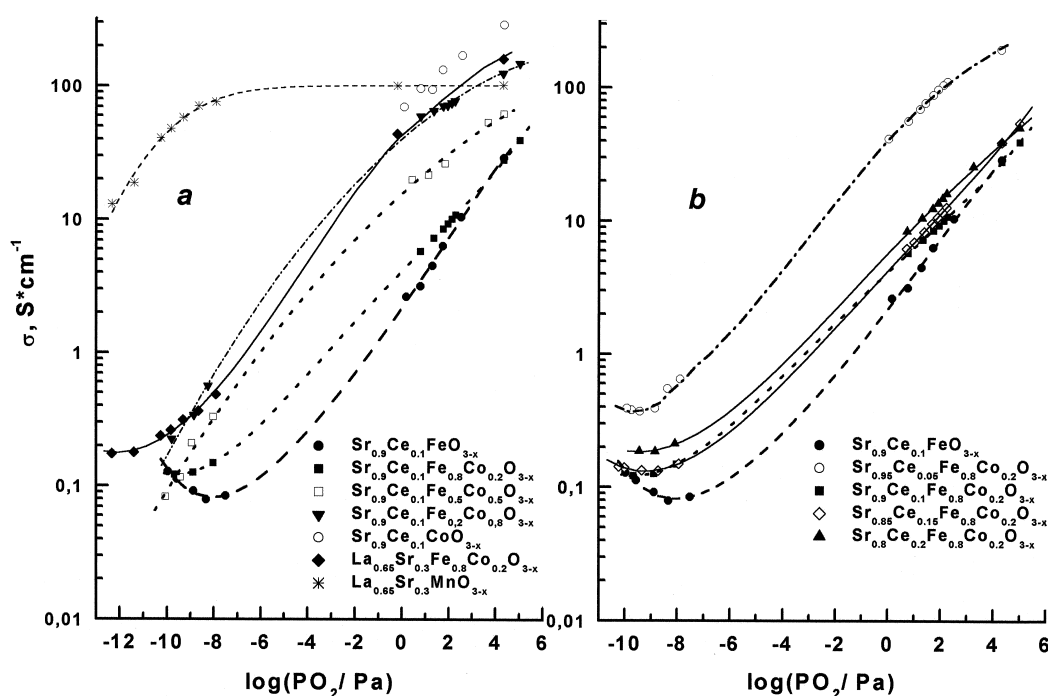 a
b
σ, S*cm⁻¹
100
10
1
0,1
0,01
-12 -10 -8 -6 -4 -2 0 2 4 6
log(PO₂/ Pa)
Sr₀.₉Ce₀.₁FeO₃₋ₓ
Sr₀.₉Ce₀.₁Fe₀.₈Co₀.₂O₃₋ₓ
Sr₀.₉Ce₀.₁Fe₀.₅Co₀.₅O₃₋ₓ
Sr₀.₉Ce₀.₁Fe₀,₂Co₀,₈O₃₋ₓ
Sr₀.₉Ce₀.₁CoO₃₋ₓ
La₀.₆₅Sr₀.₃Fe₀.₈Co₀.₂O₃₋ₓ
La₀.₆₅Sr₀.₃MnO₃₋ₓ
100
10
1
0,1
0,01
-10 -8 -6 -4 -2 0 2 4 6
log(PO₂/ Pa)
Sr₀.₉Ce₀.₁FeO₃₋ₓ
Sr₀.₉₅Ce₀.₀₅Fe₀.₈Co₀.₂O₃₋ₓ
Sr₀.₉Ce₀.₁Fe₀.₈Co₀.₂O₃₋ₓ
Sr₀.₈₅Ce₀.₁₅Fe₀.₈Co₀.₂O₃₋ₓ
Sr₀.₈Ce₀.₂Fe₀.₈Co₀.₂O₃₋ₓ